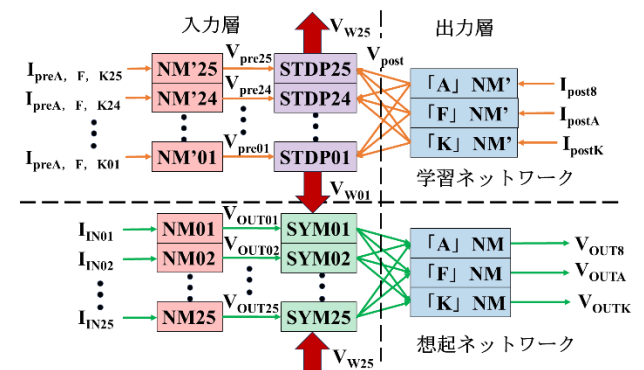 入力層 出力層
V_W25
I_preA, F, K25 NM'25 V_pre25 STDP25 V_post 「A」NM' I_post8
I_preA, F, K24 NM'24 V_pre24 STDP24 「F」NM' I_postA
I_preA, F, K01 NM'01 V_pre01 STDP01 「K」NM' I_postK
学習ネットワーク
V_W01
I_IN01 NM01 V_OUT01 SYM01 「A」NM V_OUT8
I_IN02 NM02 V_OUT02 SYM02 「F」NM V_OUTA
I_IN25 NM25 V_OUT25 SYM25 「K」NM V_OUTK
想起ネットワーク
V_W25